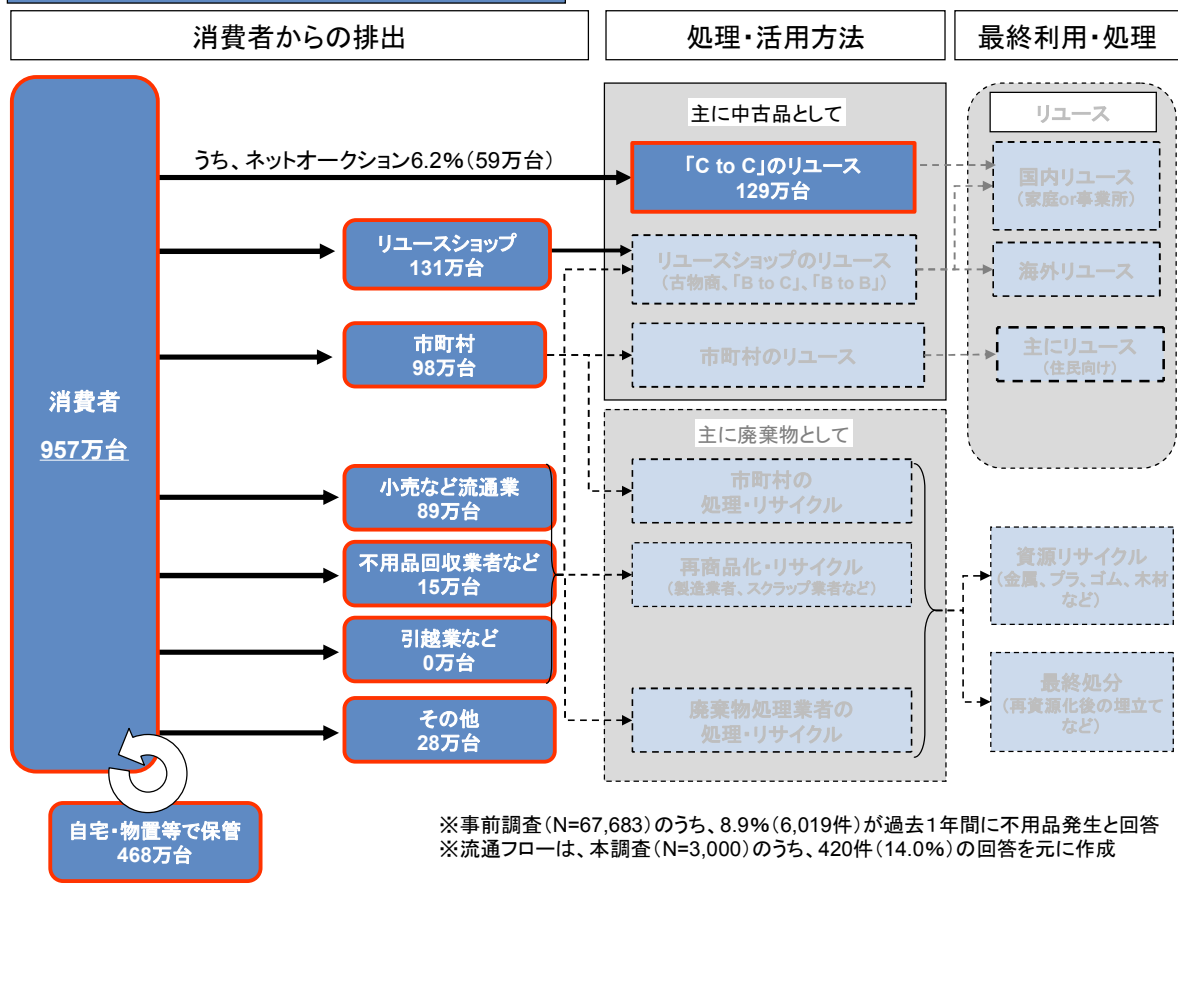 消費者からの排出
処理・活用方法
最終利用・処理
主に中古品として
リユース
うち、ネットオークション6.2%(59万台)
「C to C」のリユース
129万台
国内リユース
(家庭or事業所)
リユースショップ
131万台
リユースショップのリユース
(古物商、「B to C」、「B to B」)
海外リユース
市町村
98万台
市町村のリユース
主にリユース
(住民向け)
消費者
957万台
主に廃棄物として
小売など流通業
89万台
市町村の
処理・リサイクル
不用品回収業者など
15万台
再商品化・リサイクル
(製造業者、スクラップ業者など)
資源リサイクル
(金属、プラ、ゴム、木材
など)
引越業など
0万台
その他
28万台
廃棄物処理業者の
処理・リサイクル
最終処分
(再資源化後の埋立て
など)
自宅・物置等で保管
468万台
※事前調査(N=67,683)のうち、8.9%(6,019件)が過去1年間に不用品発生と回答
※流通フローは、本調査(N=3,000)のうち、420件(14.0%)の回答を元に作成